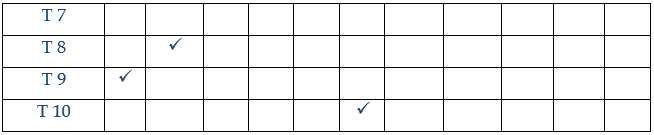 T 7
T 8 ✓
T 9 ✓
T 10 ✓